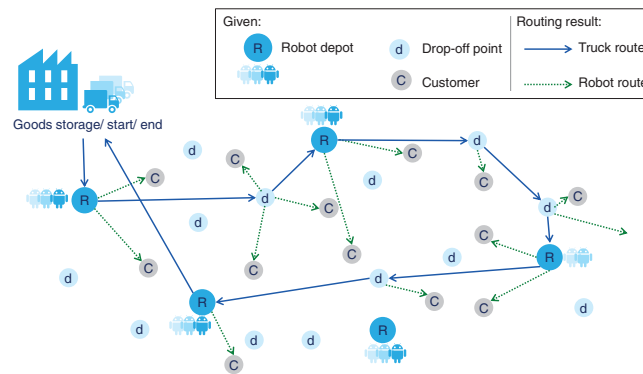 Given:
Routing result:
R Robot depot
d Drop-off point
Truck route
C Customer
Robot route
Goods storage/ start/ end
R
d
d
C
C
d
C
d
R
d
C
d
C
d
C
d
C
C
R
C
d
d
C
d
R
C
C
d
d
R
d
d
C